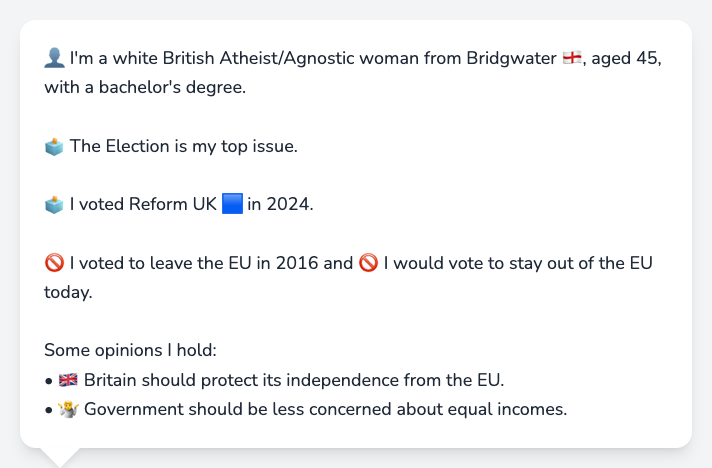 👤 I'm a white British Atheist/Agnostic woman from Bridgwater 🏴󠁧󠁢󠁥󠁮󠁧󠁿, aged 45,
with a bachelor's degree.
🗳️ The Election is my top issue.
🗳️ I voted Reform UK 🟦 in 2024.
🚫 I voted to leave the EU in 2016 and 🚫 I would vote to stay out of the EU
today.
Some opinions I hold:
• 🇬🇧 Britain should protect its independence from the EU.
• 🤷 Government should be less concerned about equal incomes.